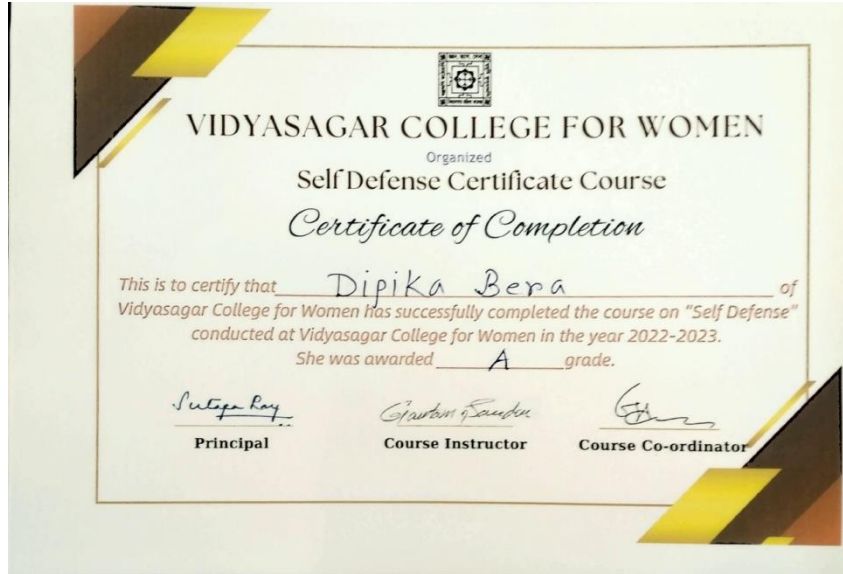 VIDYASAGAR COLLEGE FOR WOMEN
Organized
Self Defense Certificate Course
Certificate of Completion
This is to certify that Dipika Bera of
Vidyasagar College for Women has successfully completed the course on "Self Defense"
conducted at Vidyasagar College for Women in the year 2022-2023.
She was awarded A grade.
Sutapa Ray
Principal Course Instructor Course Co-ordinator